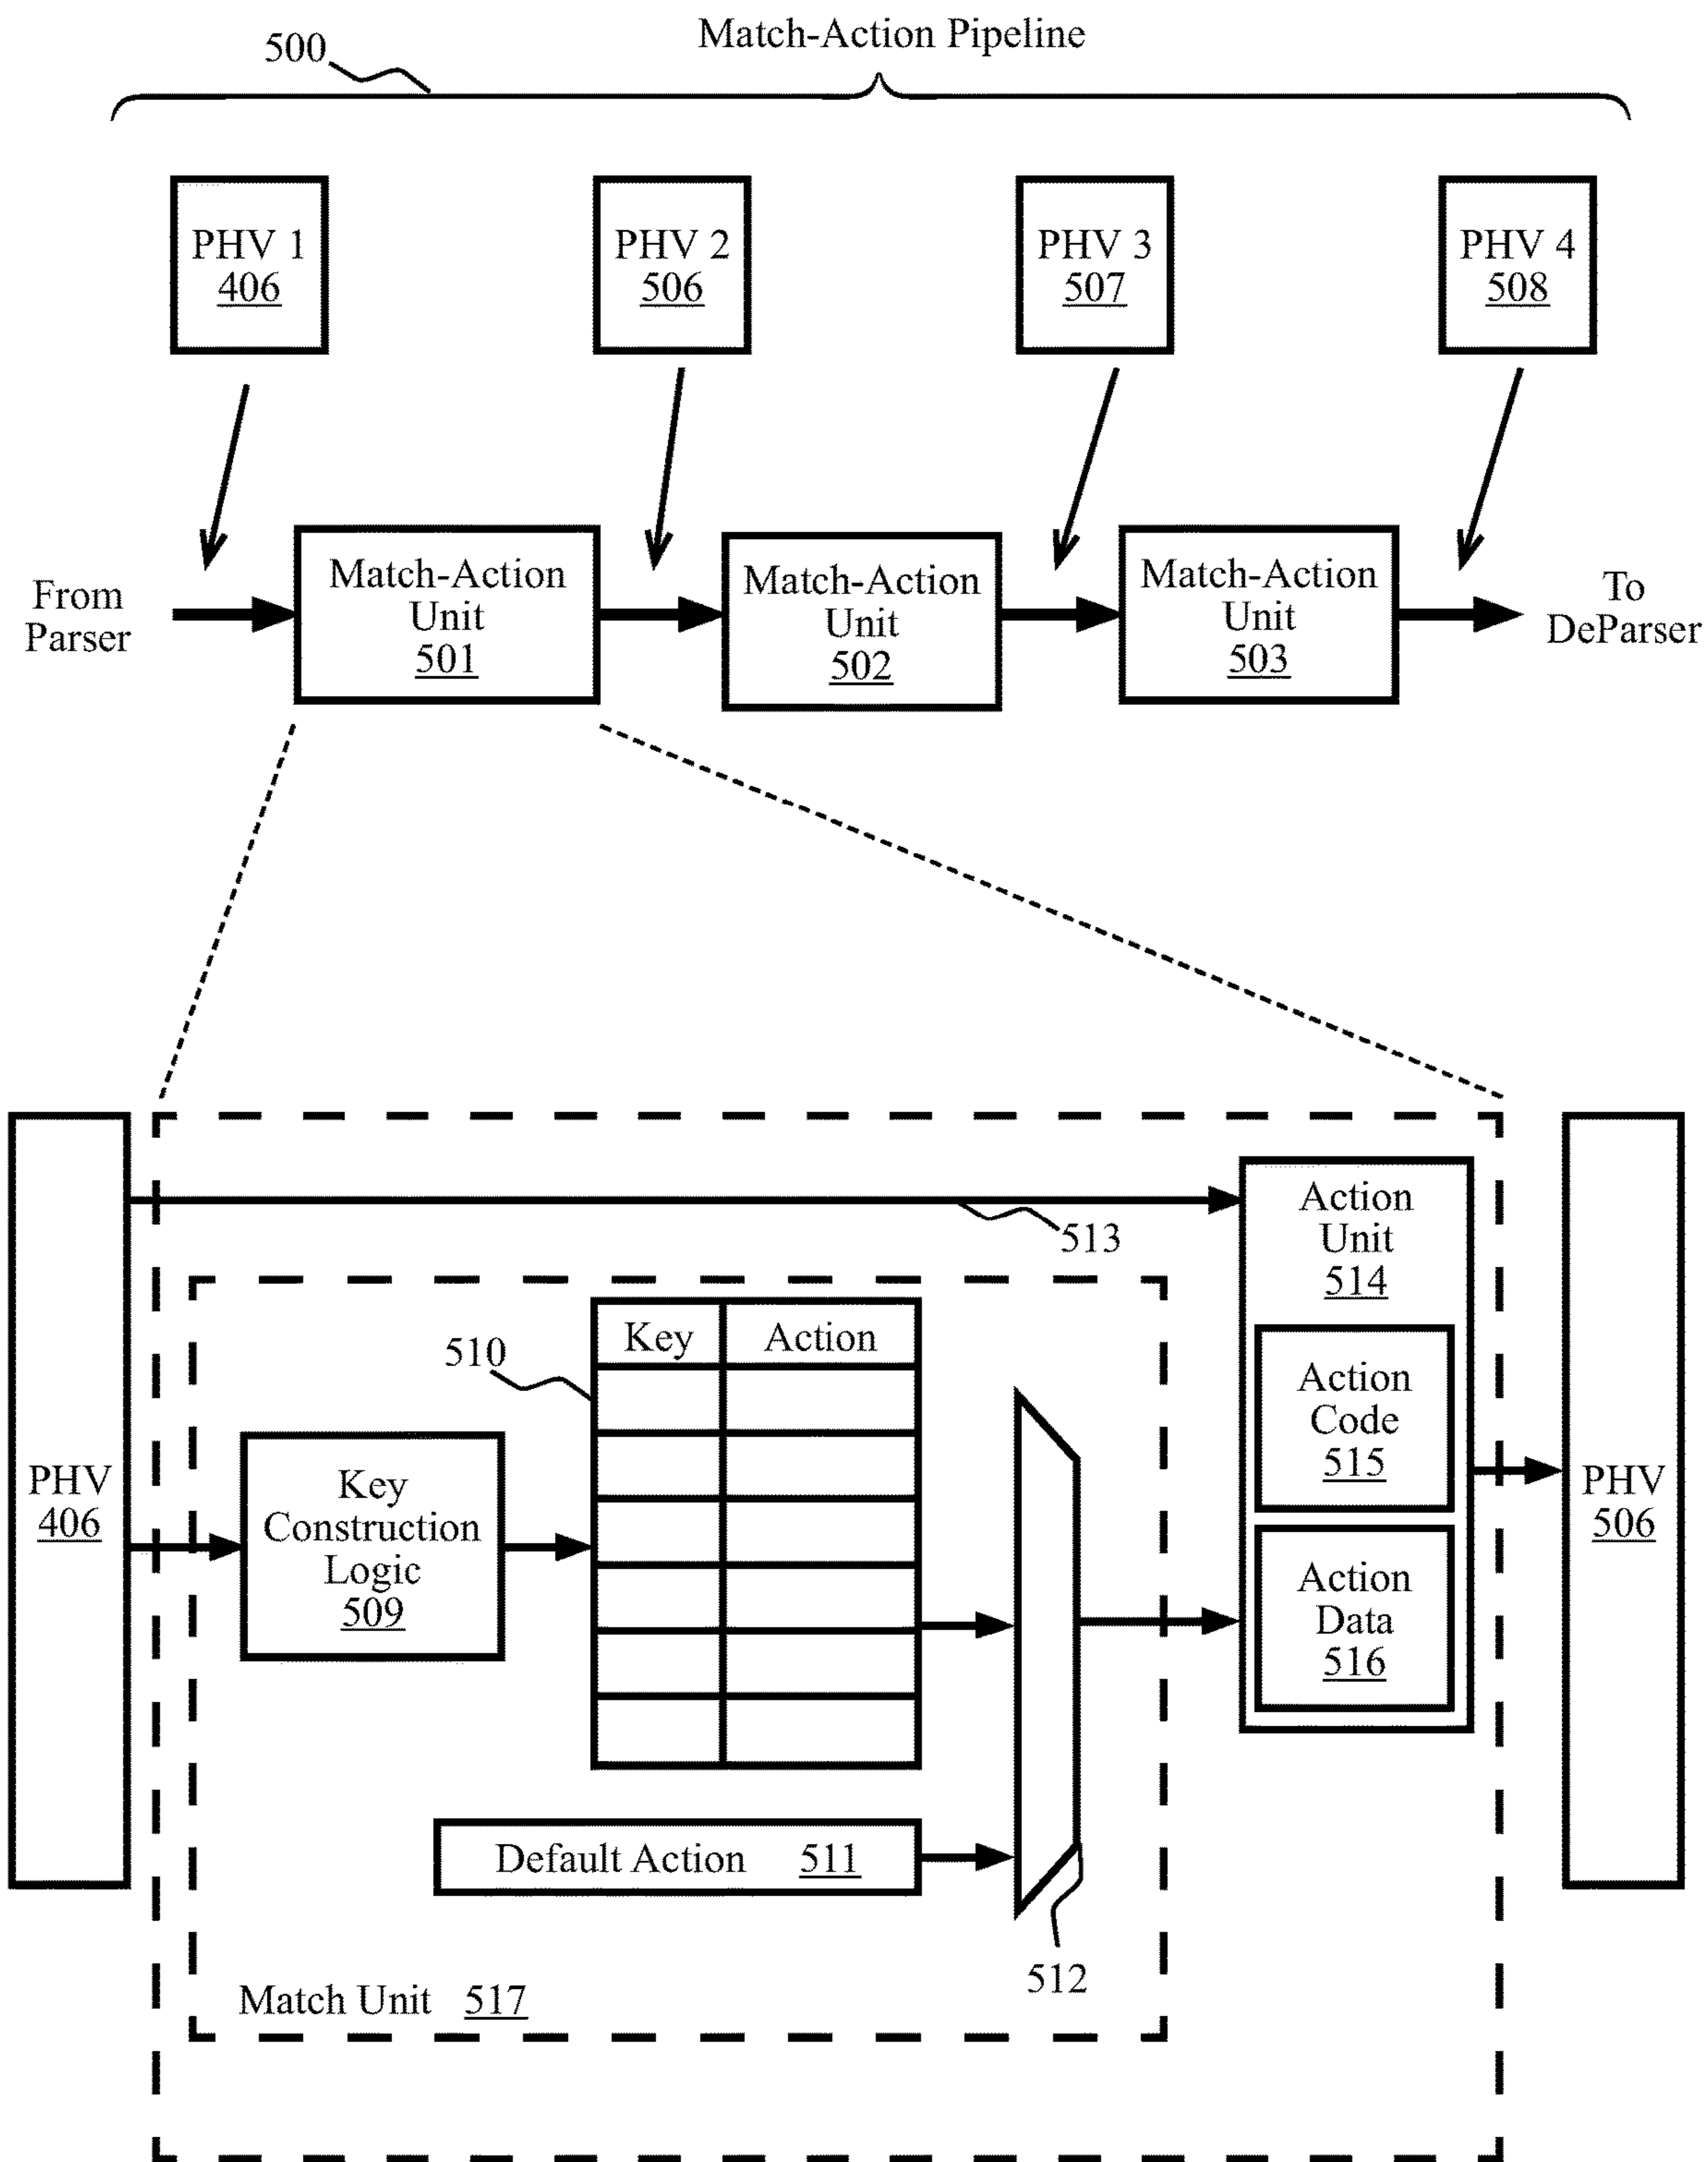 Match-Action Pipeline
500
PHV 1
406
PHV 2
506
PHV 3
507
PHV 4
508
From
Parser
Match-Action
Unit
501
Match-Action
Unit
502
Match-Action
Unit
503
To
DeParser
PHV
406
513
Action
Unit
514
Action
Code
515
Action
Data
516
PHV
506
510
Key Action
Key
Construction
Logic
509
Default Action 511
512
Match Unit 517